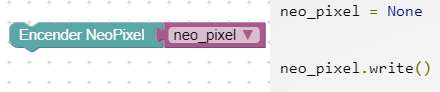 Encender NeoPixel neo_pixel
neo_pixel = None
neo_pixel.write()